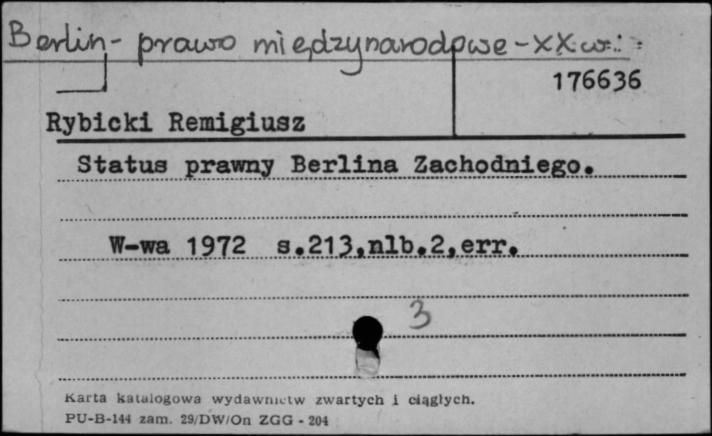 Berlin - prawo międzynarodowe - XX w.:
176636
Rybicki Remigiusz
Status prawny Berlina Zachodniego.
W-wa 1972 s.213,nlb.2,err.
3
Karta katalogowa wydawnictw zwartych i ciągłych.
PU-B-144 zam. 29/DW/On ZGG - 204